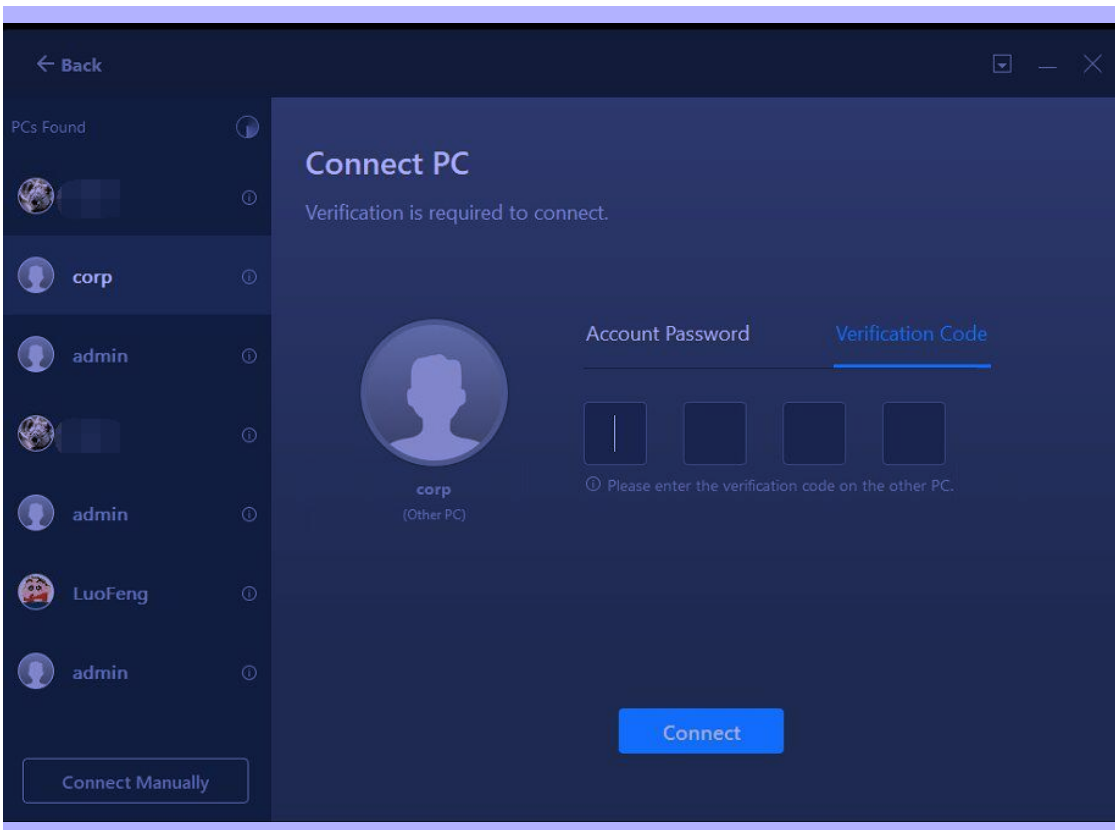 Back
PCs Found
corp
admin
admin
LuoFeng
admin
Connect Manually
Connect PC
Verification is required to connect.
Account Password Verification Code
Please enter the verification code on the other PC.
corp
(Other PC)
Connect